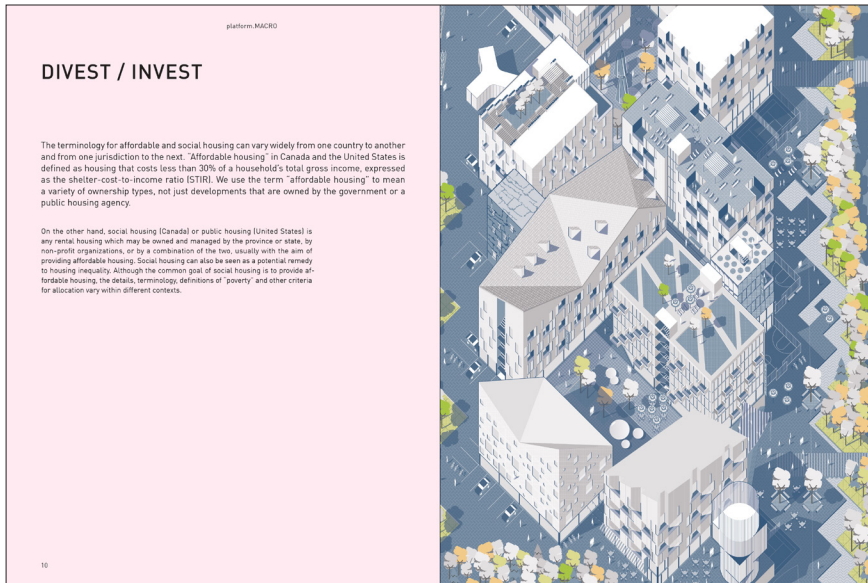 platform.MACRO
DIVEST / INVEST
The terminology for affordable and social housing can vary widely from one country to another
and from one jurisdiction to the next. "Affordable housing" in Canada and the United States is
defined as housing that costs less than 30% of a household's total gross income, expressed
as the shelter-cost-to-income ratio (STIR). We use the term "affordable housing" to mean
a variety of ownership types, not just developments that are owned by the government or a
public housing agency.
On the other hand, social housing (Canada) or public housing (United States) is
any rental housing which may be owned and managed by the province or state, by
non-profit organizations, or by a combination of the two, usually with the aim of
providing affordable housing. Social housing can also be seen as a potential remedy
to housing inequality. Although the common goal of social housing is to provide af-
fordable housing, the details, terminology, definitions of "poverty" and other criteria
for allocation vary within different contexts.
10